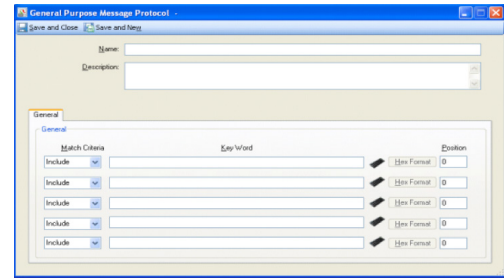 General Purpose Message Protocol -
Save and Close Save and New
Name:
Description:
General
General
Match Criteria Key Word Position
Include Hex Format 0
Include Hex Format 0
Include Hex Format 0
Include Hex Format 0
Include Hex Format 0